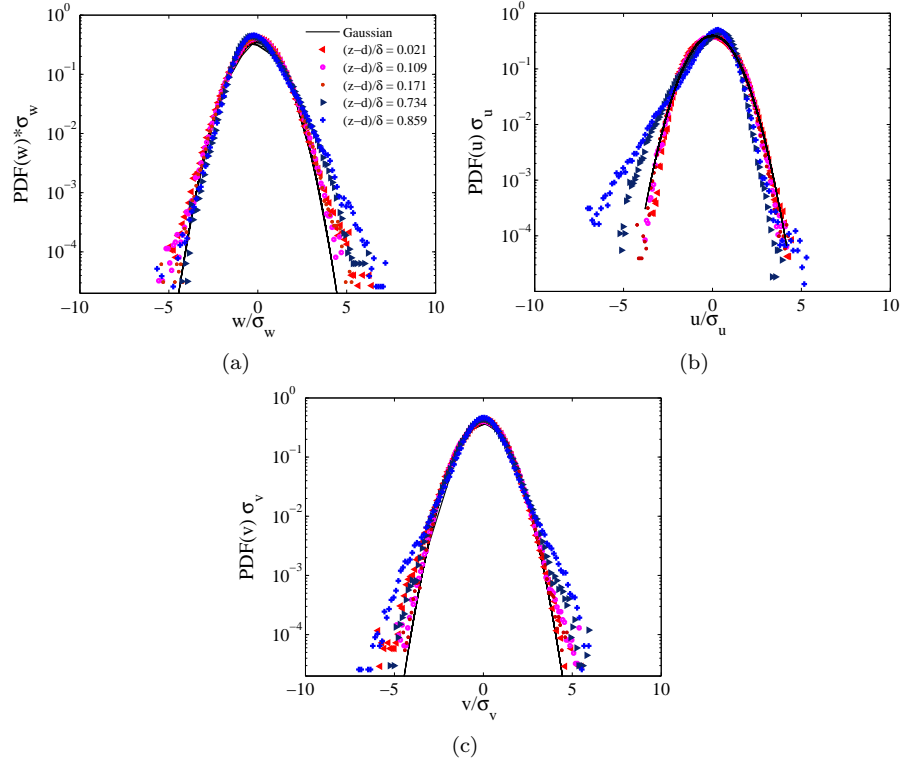 10^0
10^-1
10^-2
10^-3
10^-4
PDF(w)*σ_w
Gaussian
(z−d)/δ = 0.021
(z−d)/δ = 0.109
(z−d)/δ = 0.171
(z−d)/δ = 0.734
(z−d)/δ = 0.859
−10 −5 0 5 10
w/σ_w
(a)
10^0
10^-1
10^-2
10^-3
10^-4
PDF(u) σ_u
−10 −5 0 5 10
u/σ_u
(b)
10^0
10^-1
10^-2
10^-3
10^-4
PDF(v) σ_v
−10 −5 0 5 10
v/σ_v
(c)